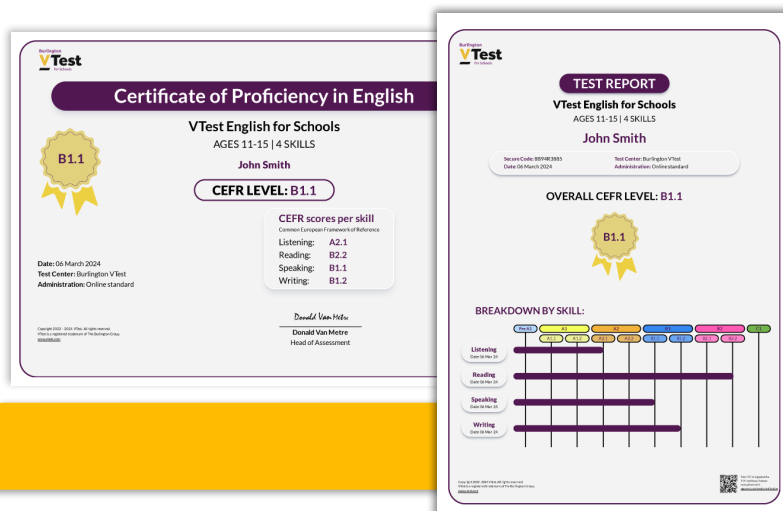 Burlington
VTest
For Schools
Certificate of Proficiency in English
VTest English for Schools
AGES 11-15 | 4 SKILLS
John Smith
CEFR LEVEL: B1.1
B1.1
CEFR scores per skill
Common European Framework of Reference
Listening: A2.1
Reading: B2.2
Speaking: B1.1
Writing: B1.2
Date: 06 March 2024
Test Center: Burlington VTest
Administration: Online standard
Donald Van Metre
Donald Van Metre
Head of Assessment
Burlington
VTest
For Schools
TEST REPORT
VTest English for Schools
AGES 11-15 | 4 SKILLS
John Smith
Secure Code: 8B94R3885 Test Center: Burlington VTest
Date 06 March 2024 Administration: Online standard
OVERALL CEFR LEVEL: B1.1
B1.1
BREAKDOWN BY SKILL:
Pre A1 A1 A2 B1 B2 C1
A1.1 A1.2 A2.1 A2.2 B1.1 B1.2 B2.1 B2.2
Listening
Date 06 Mar 24
Reading
Date 06 Mar 24
Speaking
Date 06 Mar 24
Writing
Date 06 Mar 24